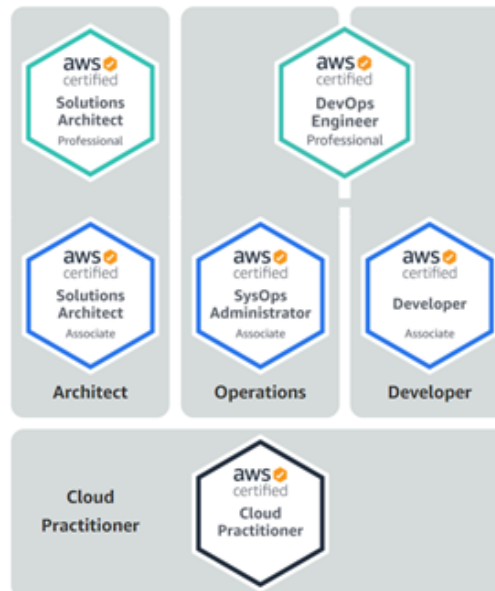 aws
certified
Solutions
Architect
Professional
aws
certified
DevOps
Engineer
Professional
aws
certified
Solutions
Architect
Associate
Architect
aws
certified
SysOps
Administrator
Associate
Operations
aws
certified
Developer
Associate
Developer
Cloud
Practitioner
aws
certified
Cloud
Practitioner